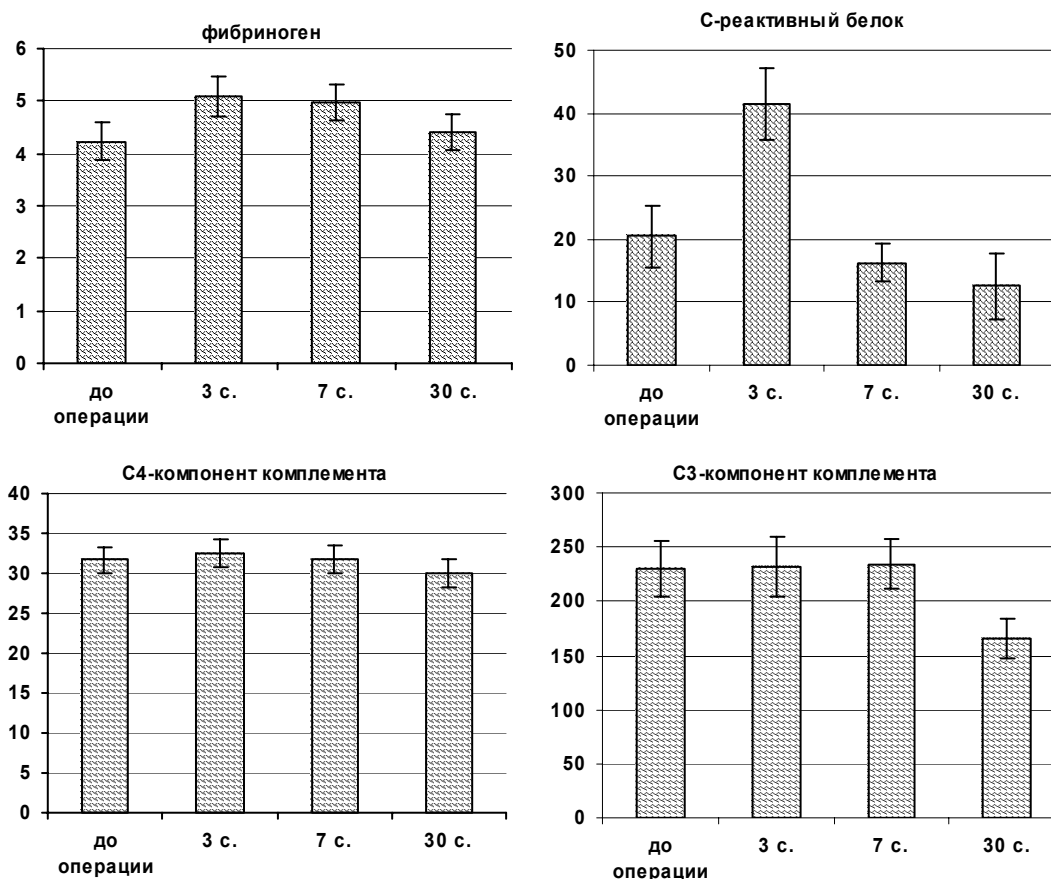 фибриноген
6
5
4
3
2
1
0
до
операции
3 с.
7 с.
30 с.
С-реактивный белок
50
40
30
20
10
0
до
операции
3 с.
7 с.
30 с.
С4-компонент комплемента
40
35
30
25
20
15
10
5
0
до
операции
3 с.
7 с.
30 с.
С3-компонент комплемента
300
250
200
150
100
50
0
до
операции
3 с.
7 с.
30 с.